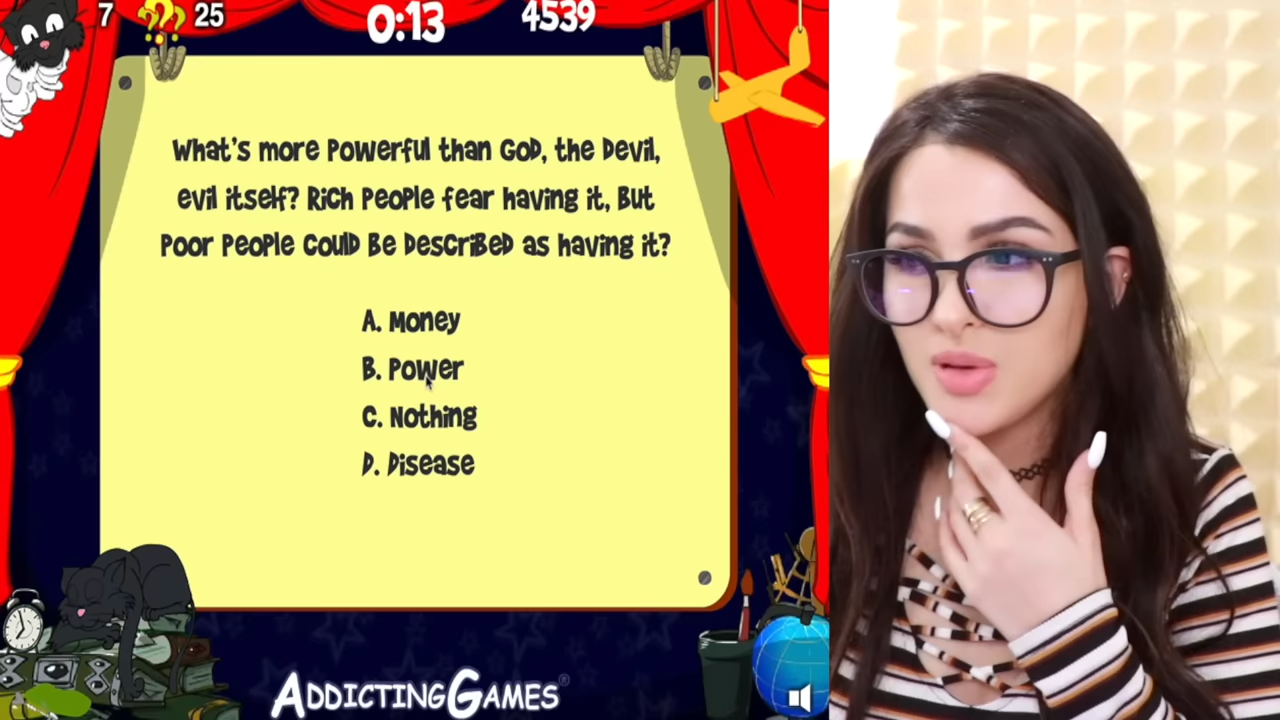 7 ??? 25 0:13 4539
What's more powerful than God, the Devil,
evil itself? Rich people fear having it, but
poor people could be described as having it?
A. Money
B. Power
C. Nothing
D. Disease
AddictingGames®